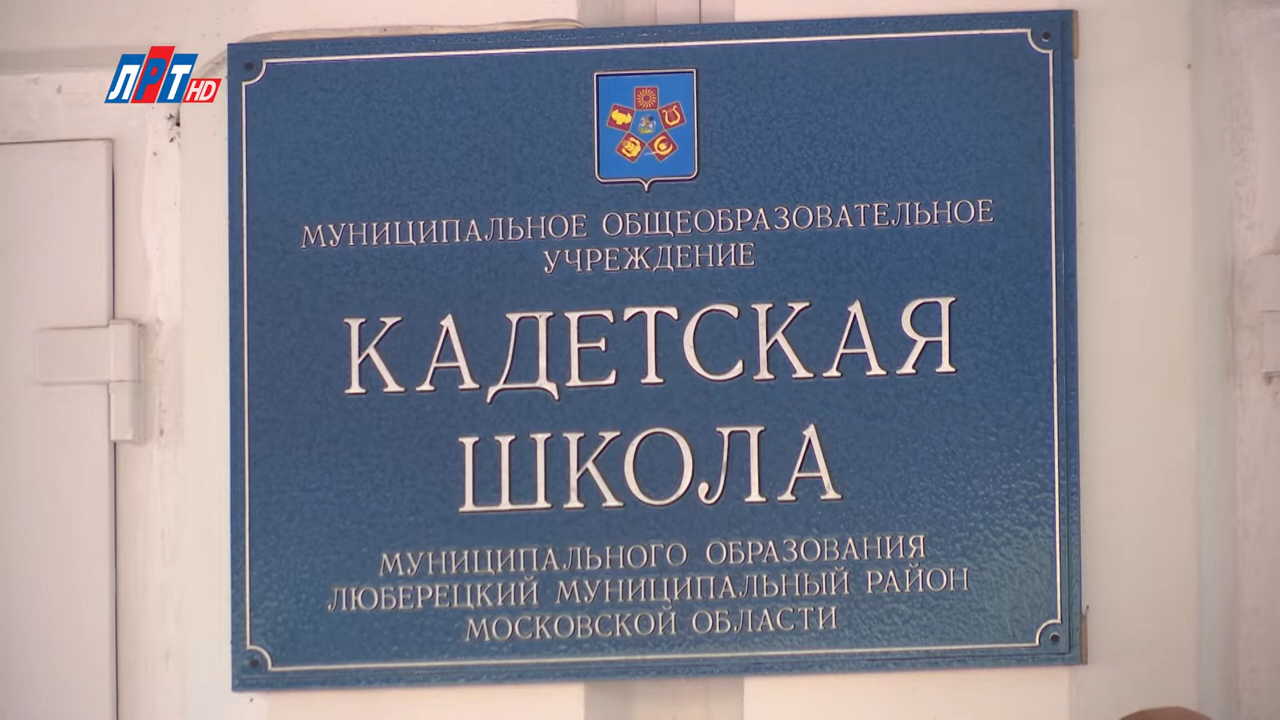 ЛРТ HD
МУНИЦИПАЛЬНОЕ ОБЩЕОБРАЗОВАТЕЛЬНОЕ
УЧРЕЖДЕНИЕ
КАДЕТСКАЯ
ШКОЛА
МУНИЦИПАЛЬНОГО ОБРАЗОВАНИЯ
ЛЮБЕРЕЦКИЙ МУНИЦИПАЛЬНЫЙ РАЙОН
МОСКОВСКОЙ ОБЛАСТИ